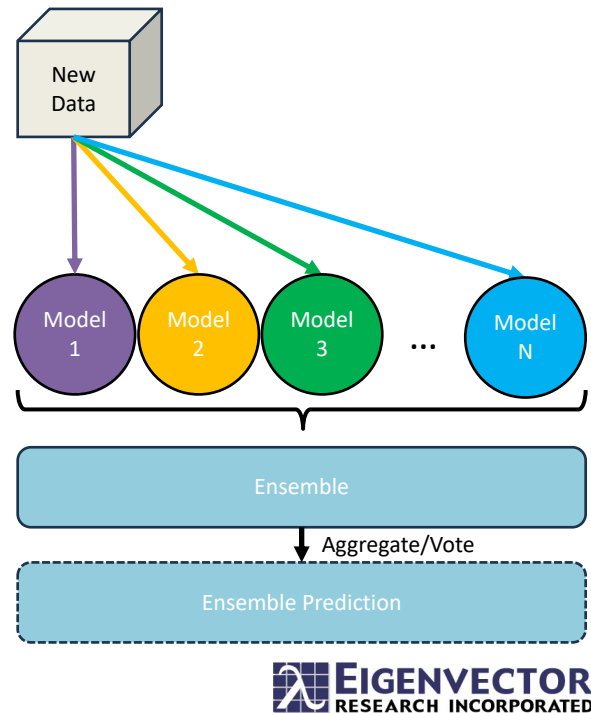 New
Data
Model
1
Model
2
Model
3
...
Model
N
Ensemble
Aggregate/Vote
Ensemble Prediction
λ EIGENVECTOR
RESEARCH INCORPORATED